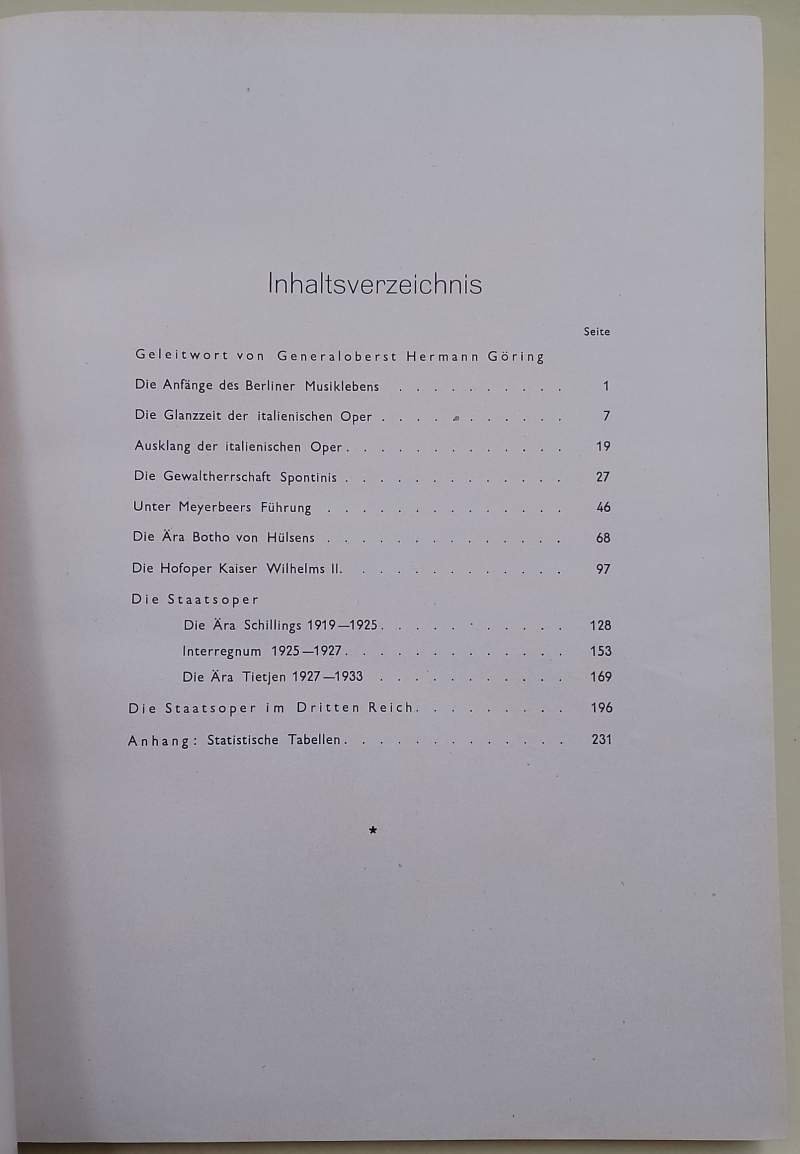 Inhaltsverzeichnis
Seite
Geleitwort von Generaloberst Hermann Göring
Die Anfänge des Berliner Musiklebens . . . . . . . . . . 1
Die Glanzzeit der italienischen Oper . . . . . . . . . . . 7
Ausklang der italienischen Oper . . . . . . . . . . . . . 19
Die Gewaltherrschaft Spontinis . . . . . . . . . . . . . 27
Unter Meyerbeers Führung . . . . . . . . . . . . . . 46
Die Ära Botho von Hülsens . . . . . . . . . . . . . . 68
Die Hofoper Kaiser Wilhelms II. . . . . . . . . . . . . 97
Die Staatsoper
Die Ära Schillings 1919—1925 . . . . . . . . . . . 128
Interregnum 1925—1927 . . . . . . . . . . . . . 153
Die Ära Tietjen 1927—1933 . . . . . . . . . . . 169
Die Staatsoper im Dritten Reich . . . . . . . . . 196
Anhang: Statistische Tabellen . . . . . . . . . . . . . 231
*